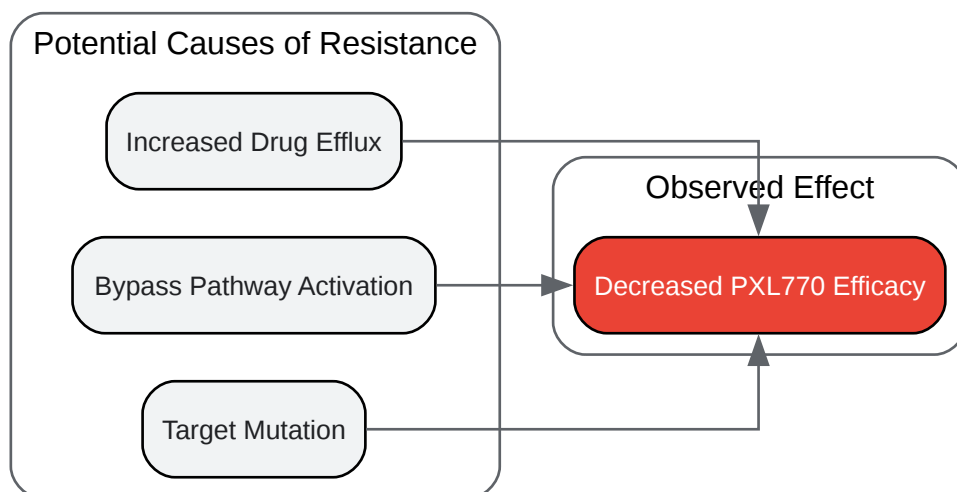 Potential Causes of Resistance
Increased Drug Efflux
Bypass Pathway Activation
Target Mutation
Observed Effect
Decreased PXL770 Efficacy